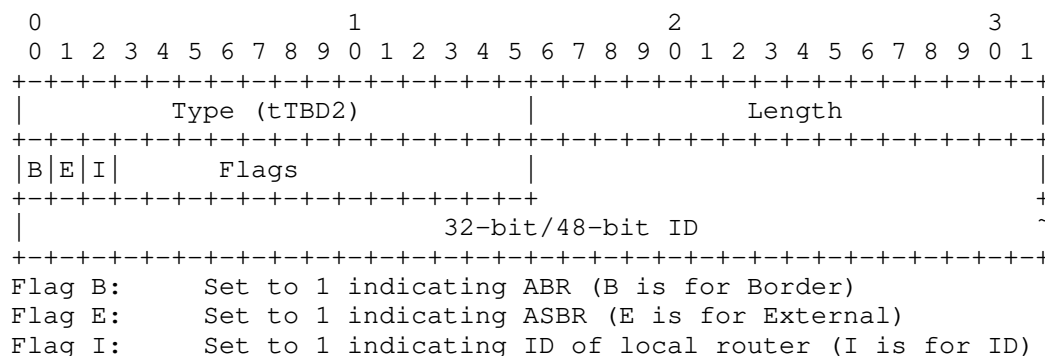 0                   1                   2                   3
 0 1 2 3 4 5 6 7 8 9 0 1 2 3 4 5 6 7 8 9 0 1 2 3 4 5 6 7 8 9 0 1
+-+-+-+-+-+-+-+-+-+-+-+-+-+-+-+-+-+-+-+-+-+-+-+-+-+-+-+-+-+-+-+-+
|         Type (tTBD2)          |             Length            |
+-+-+-+-+-+-+-+-+-+-+-+-+-+-+-+-+-+-+-+-+-+-+-+-+-+-+-+-+-+-+-+-+
|B|E|I|      Flags              |                               |
+-+-+-+-+-+-+-+-+-+-+-+-+-+-+-+-+                               +
|                          32-bit/48-bit ID                     ~
+-+-+-+-+-+-+-+-+-+-+-+-+-+-+-+-+-+-+-+-+-+-+-+-+-+-+-+-+-+-+-+-+
Flag B:     Set to 1 indicating ABR (B is for Border)
Flag E:     Set to 1 indicating ASBR (E is for External)
Flag I:     Set to 1 indicating ID of local router (I is for ID)